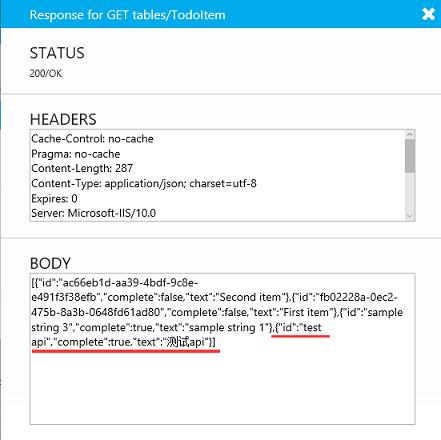 Response for GET tables/TodoItem
STATUS
200/OK
HEADERS
Cache-Control: no-cache
Pragma: no-cache
Content-Length: 287
Content-Type: application/json; charset=utf-8
Expires: 0
Server: Microsoft-IIS/10.0
BODY
[{"id":"ac66eb1d-aa39-4bdf-9c8e-
e491f3f38efb","complete":false,"text":"Second item"},{"id":"fb02228a-0ec2-
475b-8a3b-0648fd61ad80","complete":false,"text":"First item"},{"id":"sample
string 3","complete":true,"text":"sample string 1"},{"id":"test
api","complete":true,"text":"测试api"}]